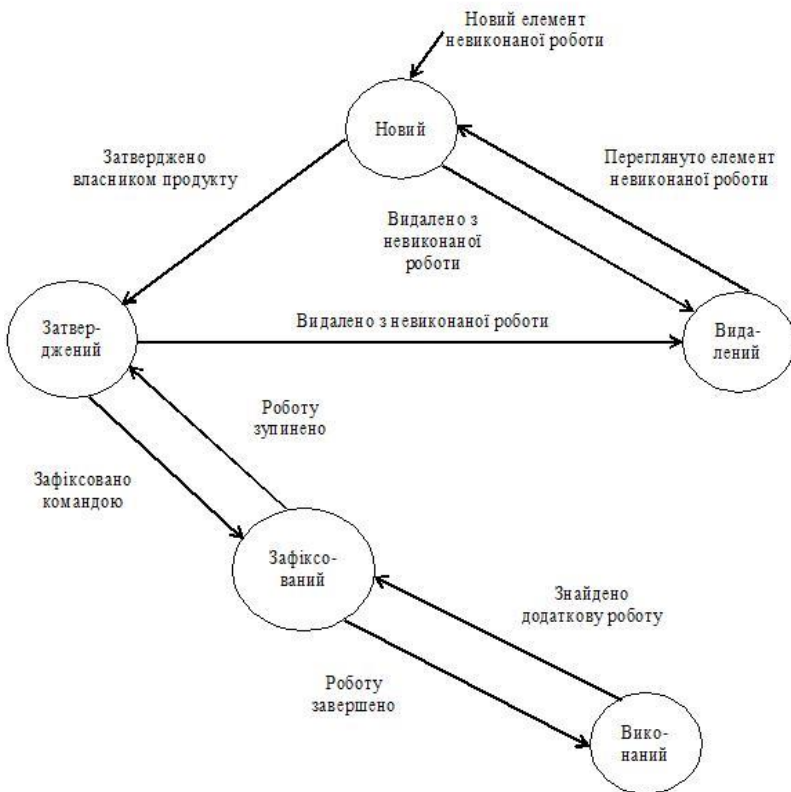 Новий елемент
невиконаної роботи
Новий
Затверджено
власником продукту
Переглянуто елемент
невиконаної роботи
Видалено з
невиконаної
роботи
Затвер-
джений
Видалено з невиконаної роботи
Вида-
лений
Роботу
зупинено
Зафіксовано
командою
Зафіксо-
ваний
Знайдено
додаткову роботу
Роботу
завершено
Вико-
наний